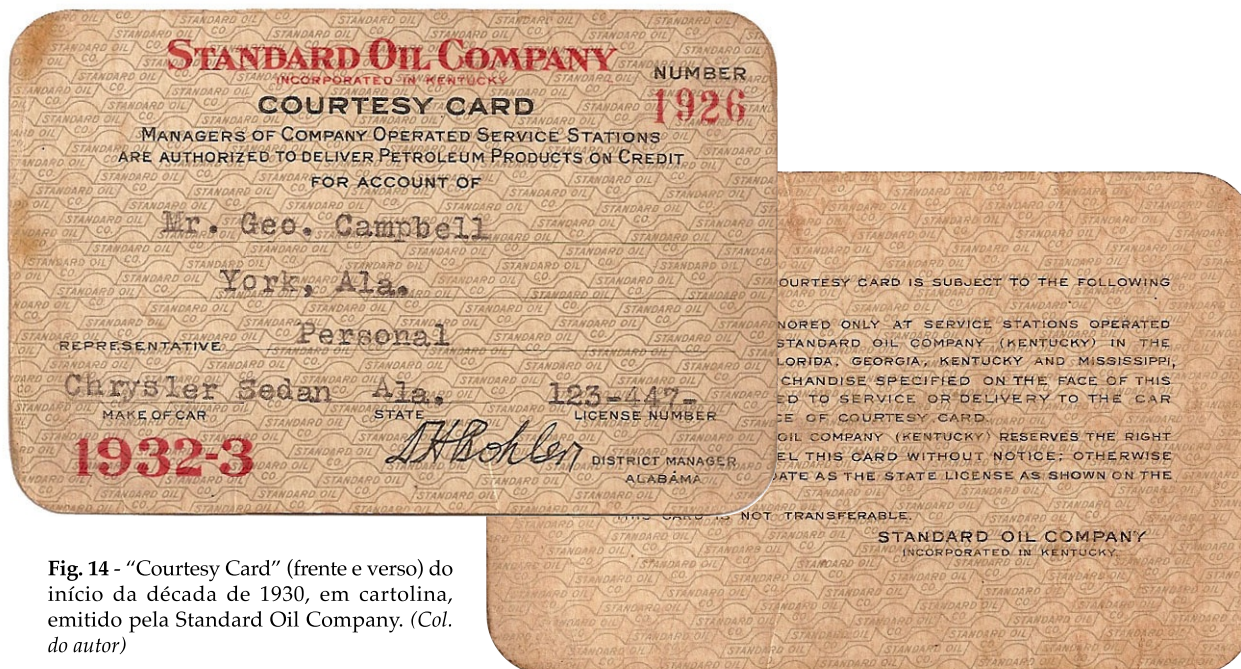 STANDARD OIL COMPANY
INCORPORATED IN KENTUCKY
NUMBER
1926
COURTESY CARD
MANAGERS OF COMPANY OPERATED SERVICE STATIONS
ARE AUTHORIZED TO DELIVER PETROLEUM PRODUCTS ON CREDIT
FOR ACCOUNT OF
Mr. Geo. Campbell
York, Ala.
REPRESENTATIVE Personal
Chrysler Sedan Ala. 123-447-
MAKE OF CAR STATE LICENSE NUMBER
1932-3
DHBohler DISTRICT MANAGER
ALABAMA
OURTESY CARD IS SUBJECT TO THE FOLLOWING
NORED ONLY AT SERVICE STATIONS OPERATED
STANDARD OIL COMPANY (KENTUCKY) IN THE
LORIDA, GEORGIA, KENTUCKY AND MISSISSIPPI,
CHANDISE SPECIFIED ON THE FACE OF THIS
ED TO SERVICE OR DELIVERY TO THE CAR
CE OF COURTESY CARD.
OIL COMPANY (KENTUCKY) RESERVES THE RIGHT
EL THIS CARD WITHOUT NOTICE; OTHERWISE
DATE AS THE STATE LICENSE AS SHOWN ON THE
THIS CARD IS NOT TRANSFERABLE.
STANDARD OIL COMPANY
INCORPORATED IN KENTUCKY
Fig. 14 - “Courtesy Card” (frente e verso) do
início da década de 1930, em cartolina,
emitido pela Standard Oil Company. (Col.
do autor)